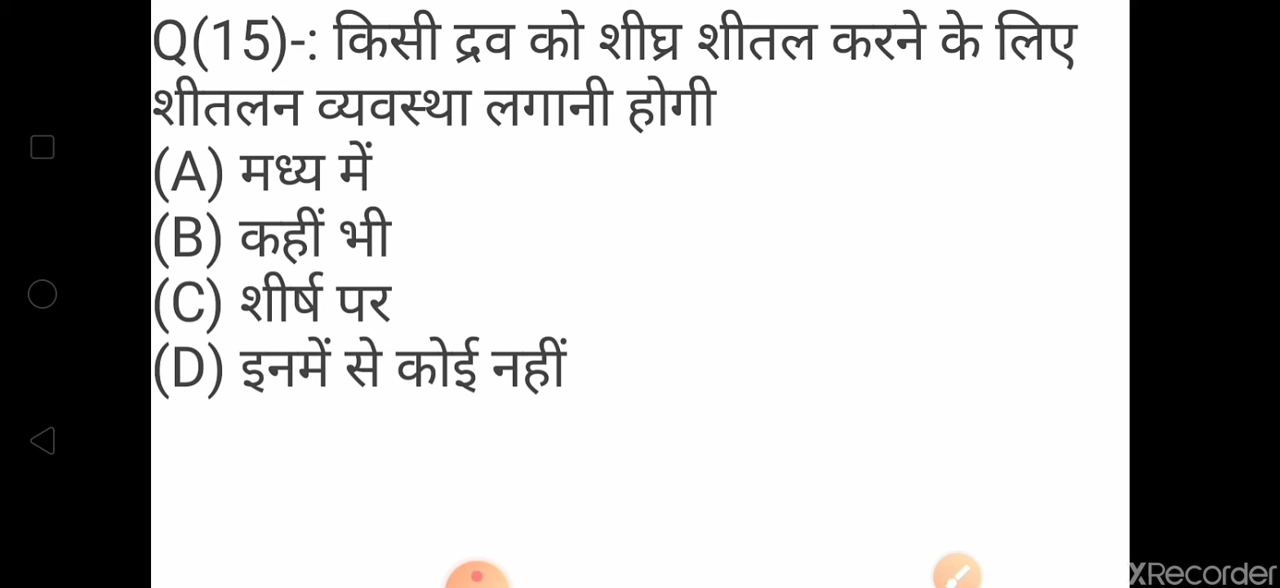 Q(15)-: किसी द्रव को शीघ्र शीतल करने के लिए
शीतलन व्यवस्था लगानी होगी
(A) मध्य में
(B) कहीं भी
(C) शीर्ष पर
(D) इनमें से कोई नहीं
XRecorder